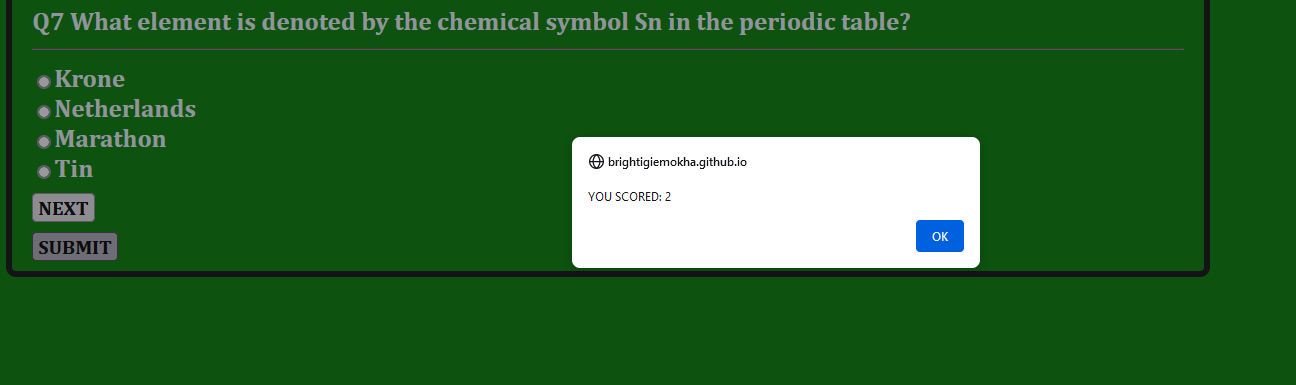 Q7 What element is denoted by the chemical symbol Sn in the periodic table?
Krone
Netherlands
Marathon
Tin
NEXT
SUBMIT
brightigiemokha.github.io
YOU SCORED: 2
OK